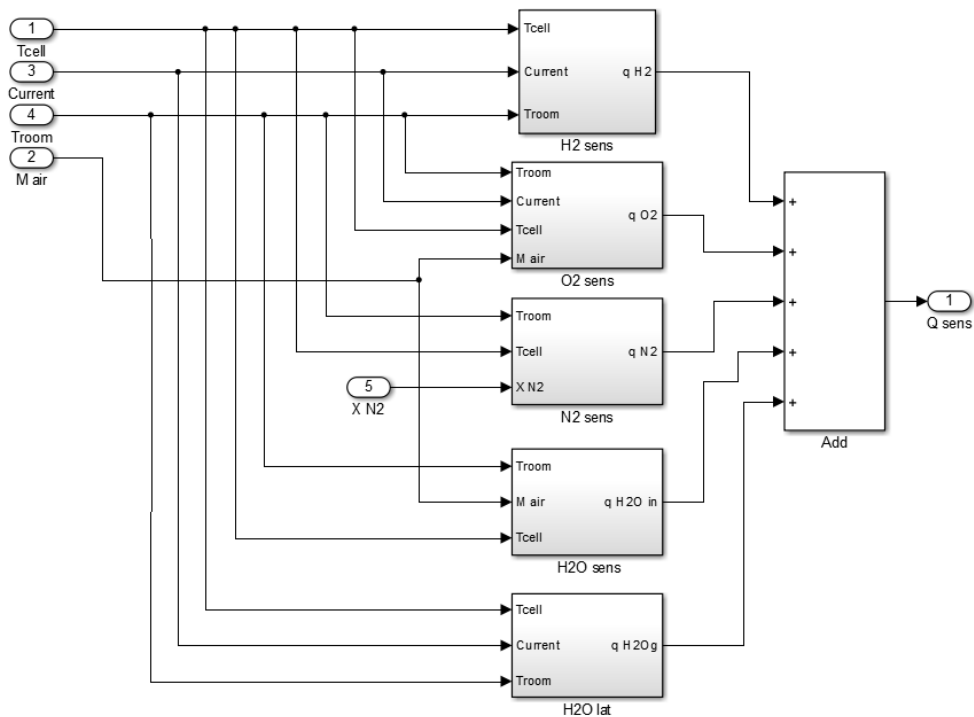 1
Tcell
3
Current
4
Troom
2
M air
Tcell
Current
Troom
q H2
H2 sens
Troom
Current
Tcell
M air
q O2
O2 sens
Troom
Tcell
X N2
q N2
N2 sens
5
X N2
Troom
M air
Tcell
q H2O in
H2O sens
Tcell
Current
Troom
q H2Og
H2O lat
+
+
+
+
+
Add
1
Q sens